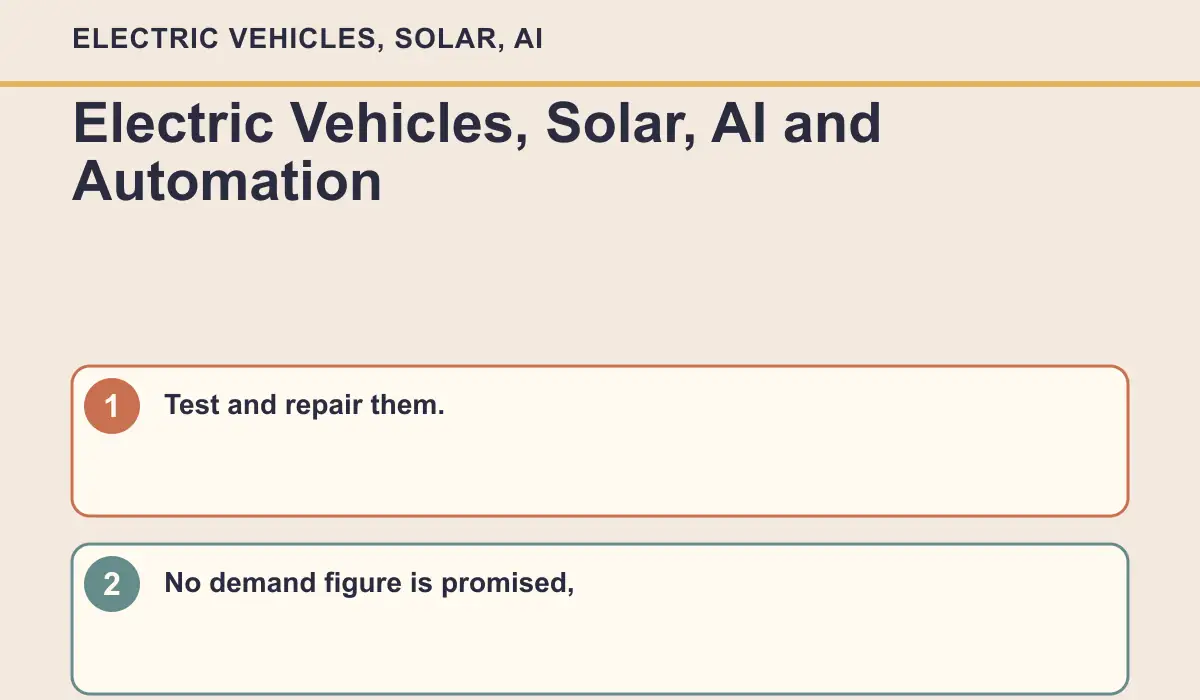 ELECTRIC VEHICLES, SOLAR, AI
Electric Vehicles, Solar, AI and
Automation
1 Test and repair them.
2 No demand figure is promised,